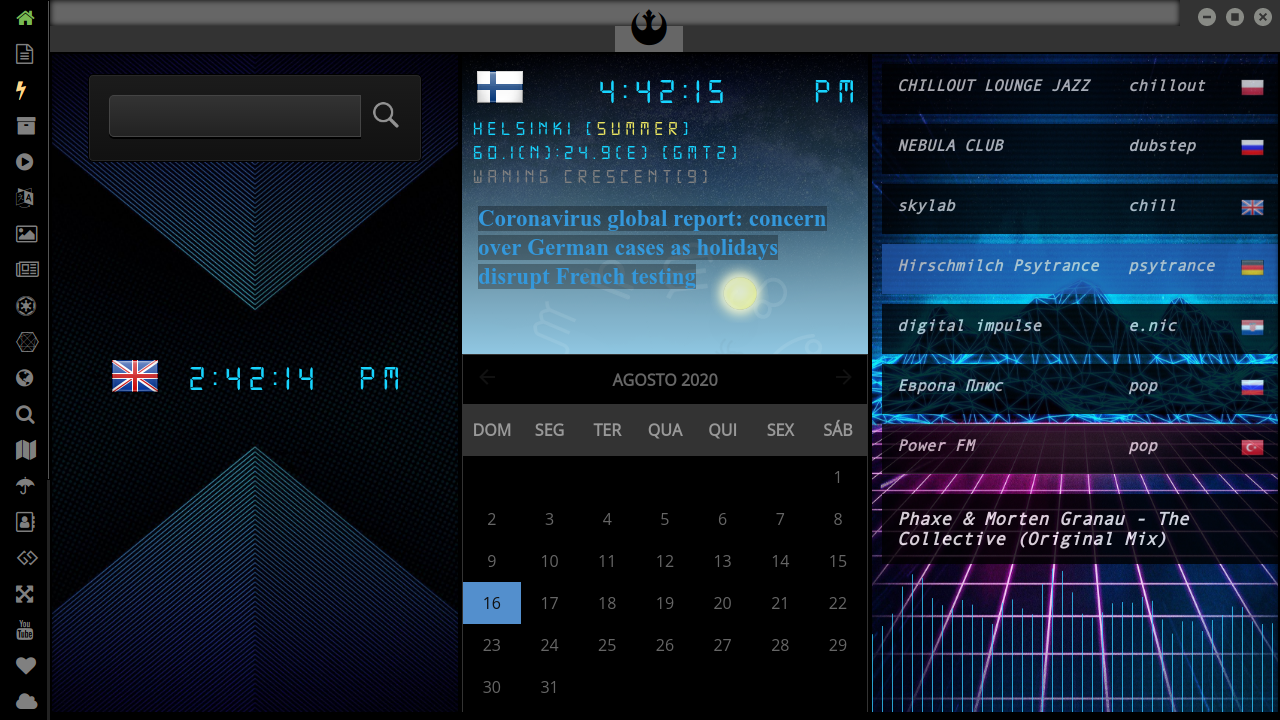 2:42:14 PM
4:42:15 PM
HELSINKI (SUMMER)
60.1(N):24.9(E) (GMT2)
WANING CRESCENT(9)
Coronavirus global report: concern
over German cases as holidays
disrupt French testing
AGOSTO 2020
DOM SEG TER QUA QUI SEX SÁB
1
2 3 4 5 6 7 8
9 10 11 12 13 14 15
16 17 18 19 20 21 22
23 24 25 26 27 28 29
30 31
CHILLOUT LOUNGE JAZZ chillout
NEBULA CLUB dubstep
skylab chill
Hirschmilch Psytrance psytrance
digital impulse e.nic
Европа Плюс pop
Power FM pop
Phaxe & Morten Granau - The
Collective (Original Mix)
You
Tube